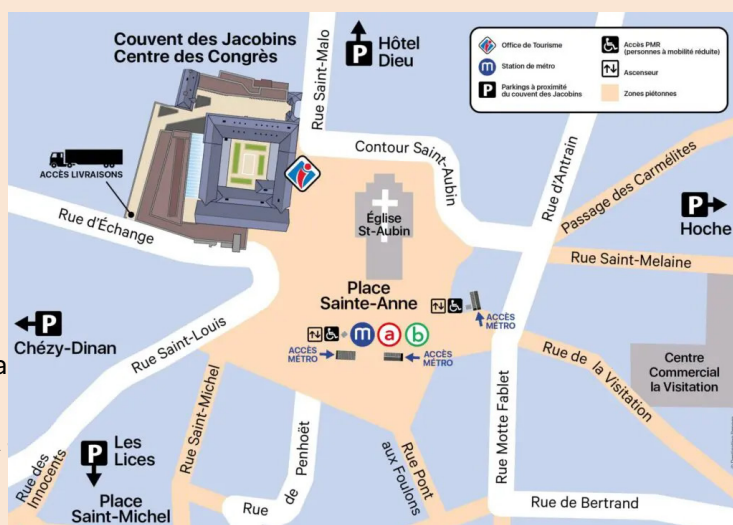 Couvent des Jacobins
Centre des Congrès
Rue Saint-Malo
P
Hôtel
Dieu
Office de Tourisme
m
Station de métro
P
Parkings à proximité
du couvent des Jacobins
Accès PMR
(personnes à mobilité réduite)
Ascenseur
Zones piétonnes
ACCÈS LIVRAISONS
Contour Saint-Aubin
Rue d'Antrain
Passage des Carmélites
P
Hoche
Rue d'Échange
Église
St-Aubin
Rue Saint-Melaine
Place
Sainte-Anne
P
Chézy-Dinan
Rue Saint-Louis
m a b
ACCÈS
MÉTRO
ACCÈS
MÉTRO
ACCÈS
MÉTRO
Rue de la Visitation
Centre
Commercial
la Visitation
Rue Saint-Michel
Rue Motte Fablet
P
Les
Lices
Rue des
Innocents
Rue de Penhoët
Rue Pont
aux Foulons
Place
Saint-Michel
Rue de Bertrand